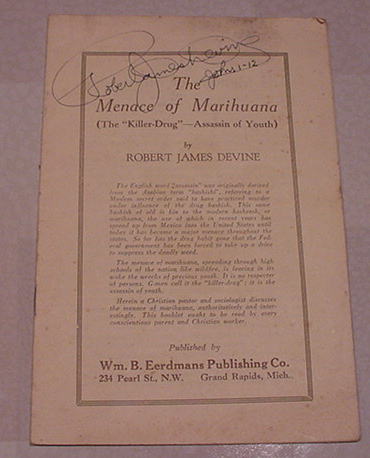 Robert James Devine
John 1-12
The
Menace of Marihuana
(The "Killer-Drug"—Assassin of Youth)
by
ROBERT JAMES DEVINE
The English word "assassin" was originally derived
from the Arabian term "hashishi", referring to a
Moslem secret order said to have practiced murder
under influence of the drug hashish. This same
hashish of old is kin to the modern hasheesh, or
marihuana, the use of which in recent years has
spread up from Mexico into the United States until
today it has become a major menace throughout the
states. So far has the drug habit gone that the Fed-
eral government has been forced to take up a drive
to suppress the deadly weed.
The menace of marihuana, spreading through high
schools of the nation like wildfire, is leaving in its
wake the wrecks of precious youth. It is no respecter
of persons. G-men call it the "killer-drug"; it is the
assassin of youth.
Herein a Christian pastor and sociologist discusses
the menace of marihuana, authoritatively and inter-
estingly. This booklet ought to be read by every
conscientious parent and Christian worker.
Published by
Wm. B. Eerdmans Publishing Co.
234 Pearl St., N.W. Grand Rapids, Mich.